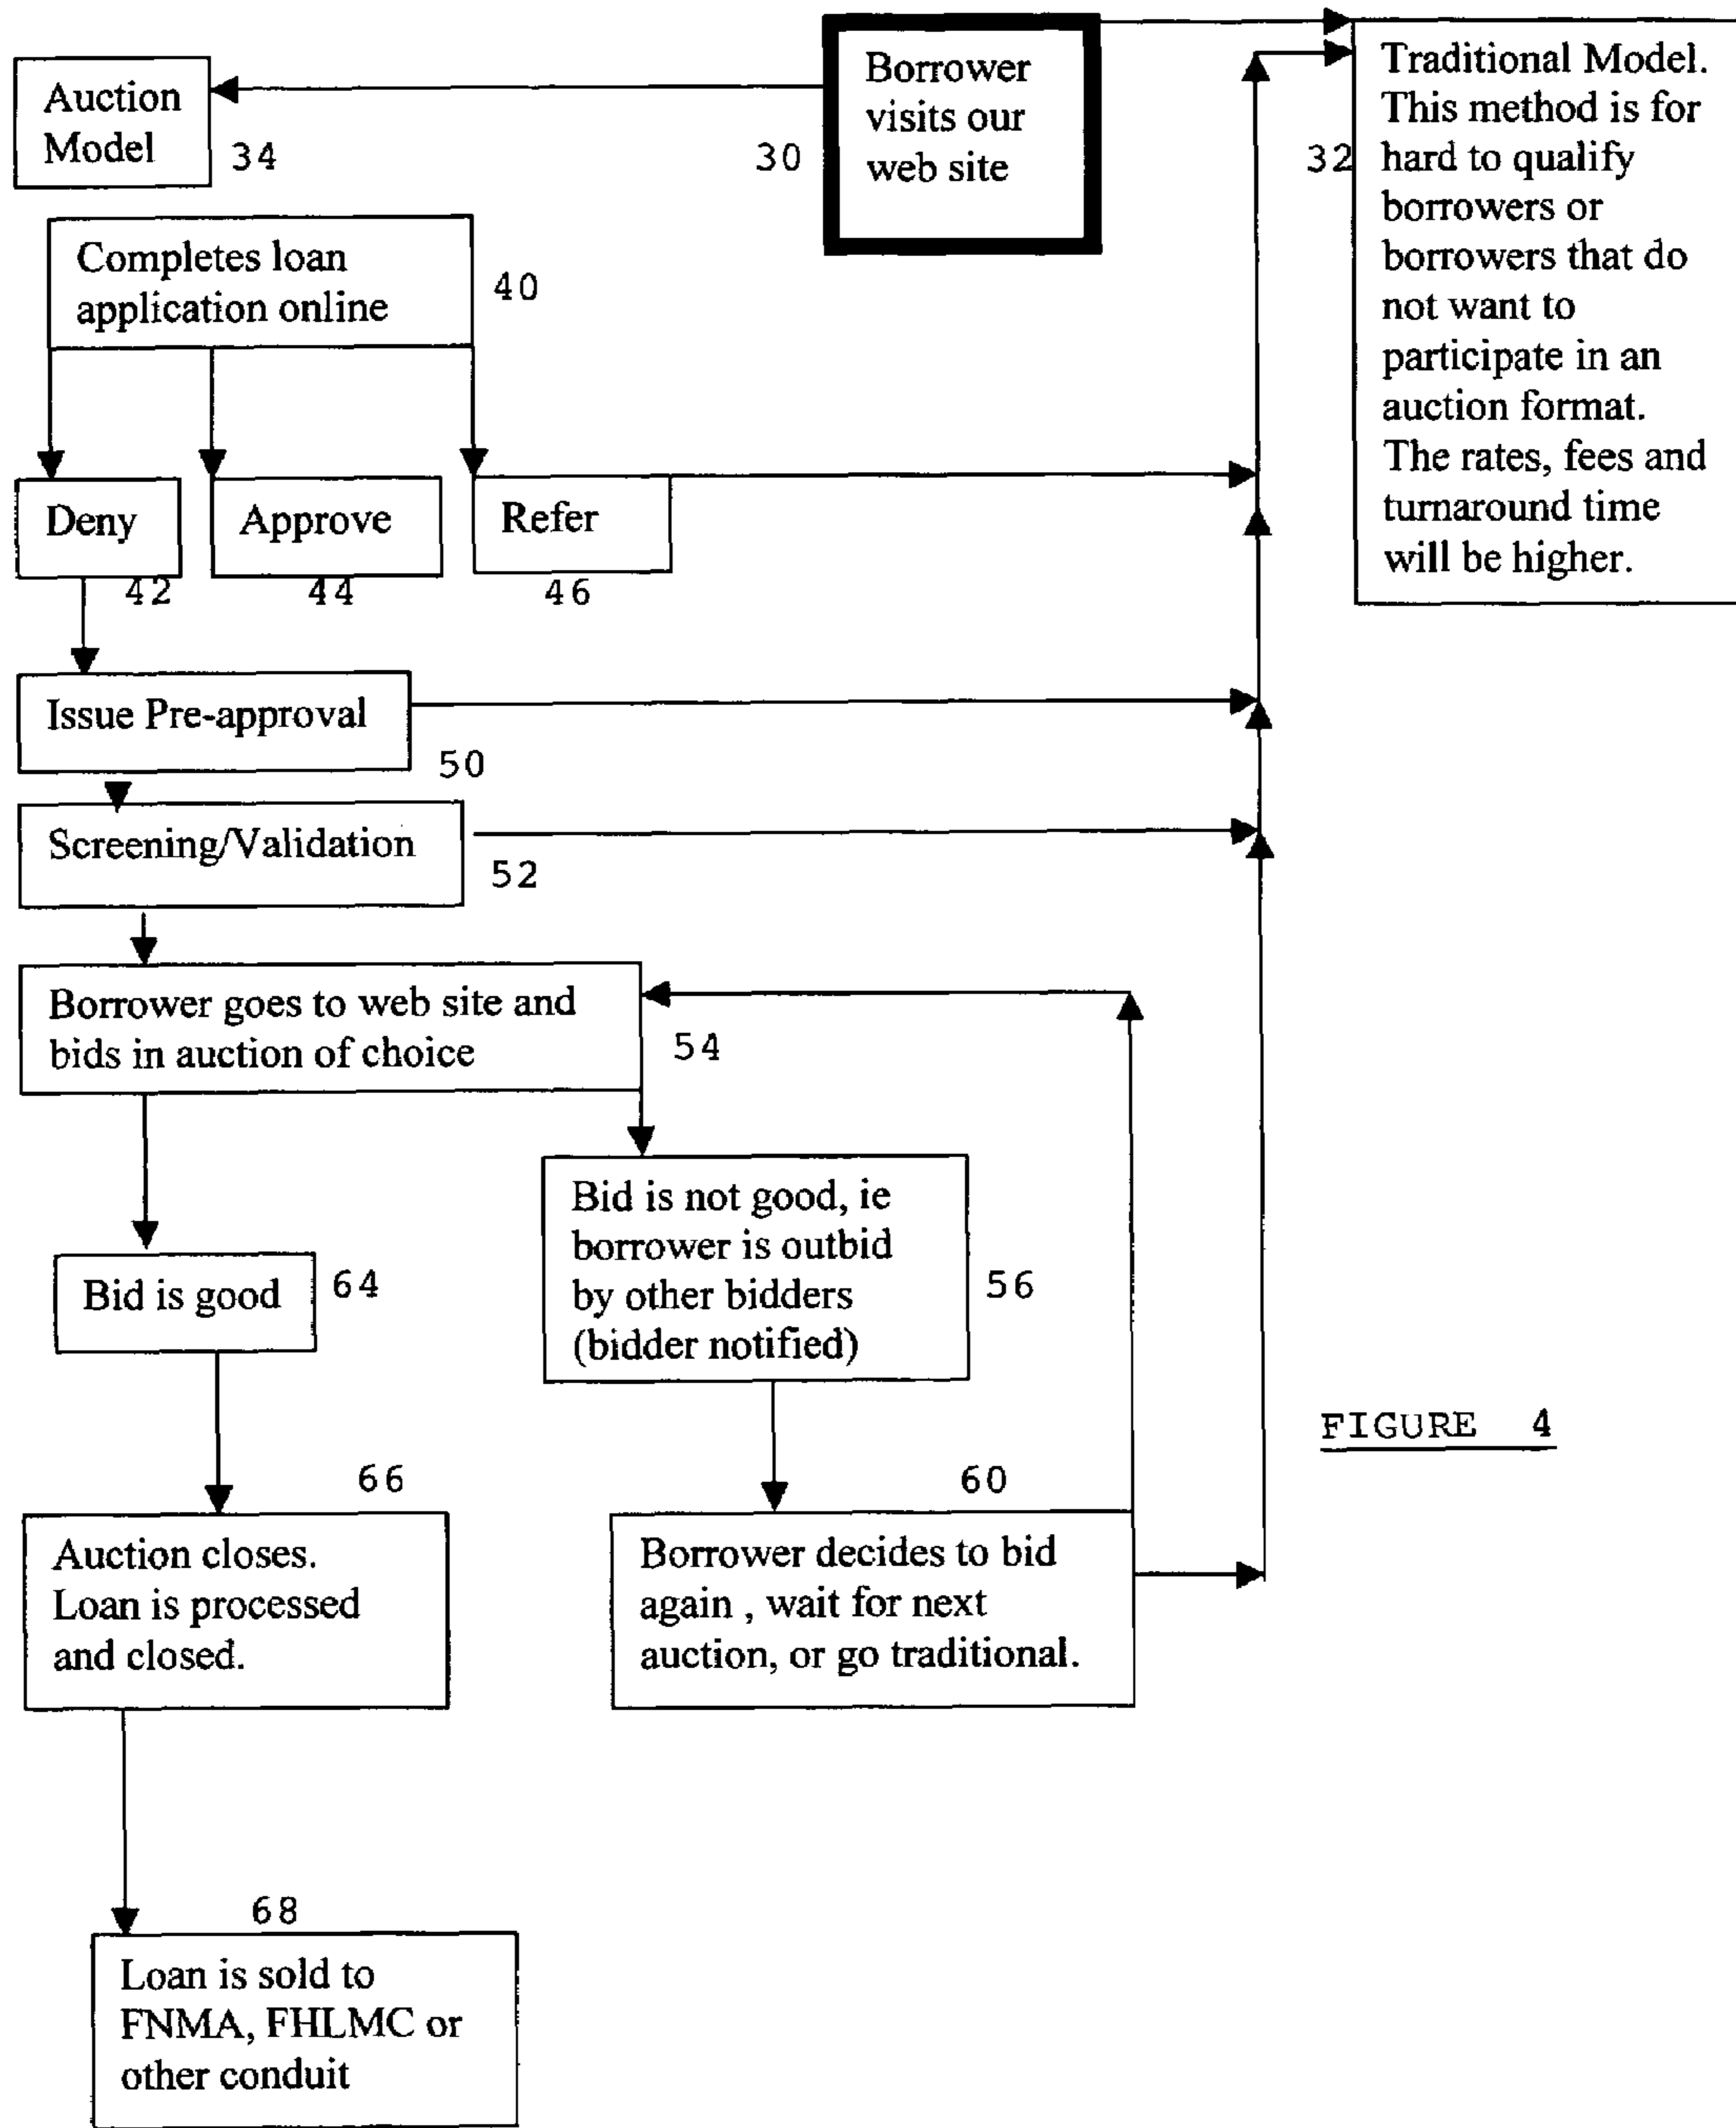 Auction
Model
34
30
Borrower
visits our
web site
32
Traditional Model.
This method is for
hard to qualify
borrowers or
borrowers that do
not want to
participate in an
auction format.
The rates, fees and
turnaround time
will be higher.
Completes loan
application online
40
Deny
42
Approve
44
Refer
46
Issue Pre-approval
50
Screening/Validation
52
Borrower goes to web site and
bids in auction of choice
54
Bid is good
64
Bid is not good, ie
borrower is outbid
by other bidders
(bidder notified)
56
FIGURE 4
66
Auction closes.
Loan is processed
and closed.
60
Borrower decides to bid
again , wait for next
auction, or go traditional.
68
Loan is sold to
FNMA, FHLMC or
other conduit